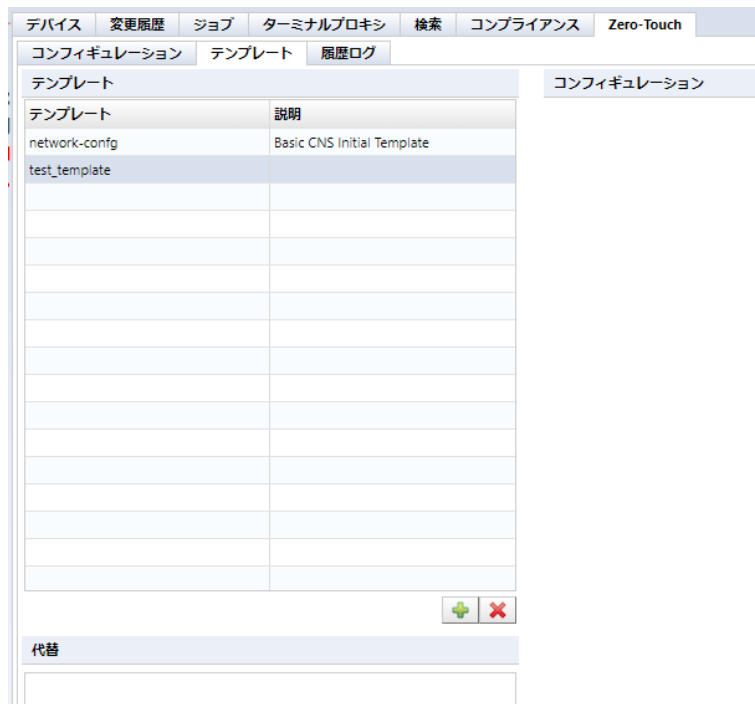 デバイス 変更履歴 ジョブ ターミナルプロキシ 検索 コンプライアンス Zero-Touch
コンフィギュレーション テンプレート 履歴ログ
テンプレート
テンプレート 説明
network-confg Basic CNS Initial Template
test_template
代替
コンフィギュレーション